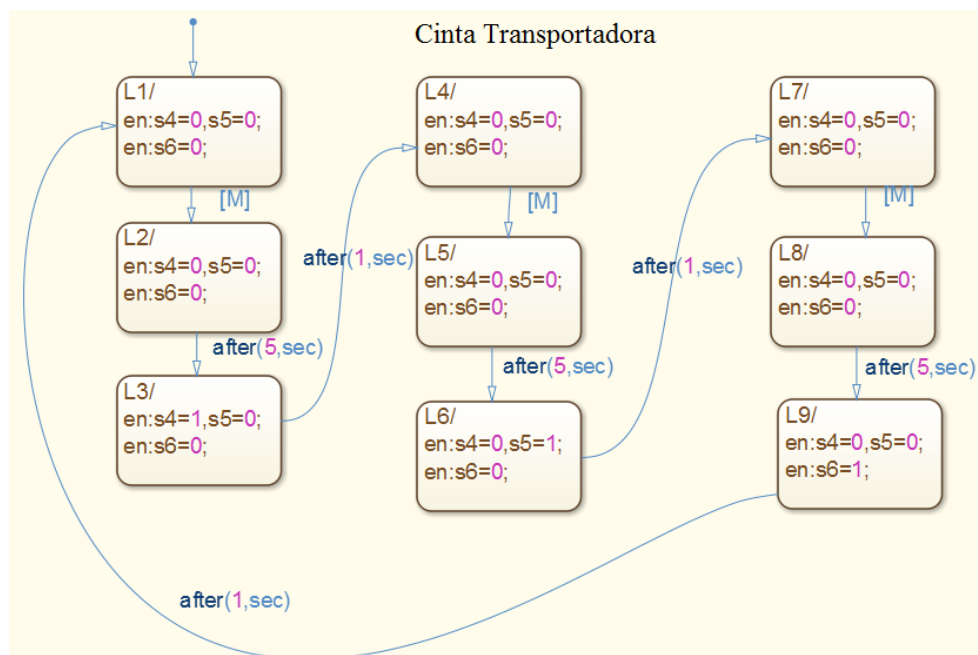 Cinta Transportadora
L1/
en:s4=0,s5=0;
en:s6=0;
[M]
L2/
en:s4=0,s5=0;
en:s6=0;
after(5,sec)
L3/
en:s4=1,s5=0;
en:s6=0;
after(1,sec)
L4/
en:s4=0,s5=0;
en:s6=0;
[M]
L5/
en:s4=0,s5=0;
en:s6=0;
after(5,sec)
L6/
en:s4=0,s5=1;
en:s6=0;
after(1,sec)
L7/
en:s4=0,s5=0;
en:s6=0;
[M]
L8/
en:s4=0,s5=0;
en:s6=0;
after(5,sec)
L9/
en:s4=0,s5=0;
en:s6=1;
after(1,sec)